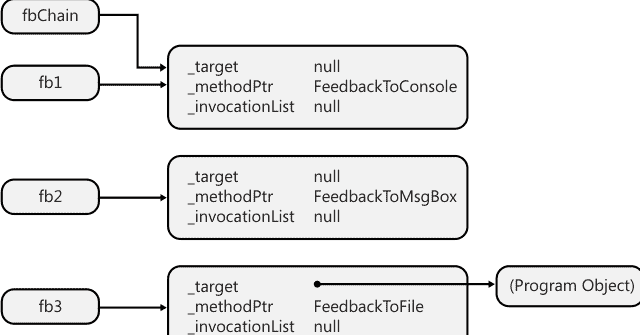 fbChain
fb1
_target null
_methodPtr FeedbackToConsole
_invocationList null
fb2
_target null
_methodPtr FeedbackToMsgBox
_invocationList null
fb3
_target
_methodPtr FeedbackToFile
_invocationList null
(Program Object)